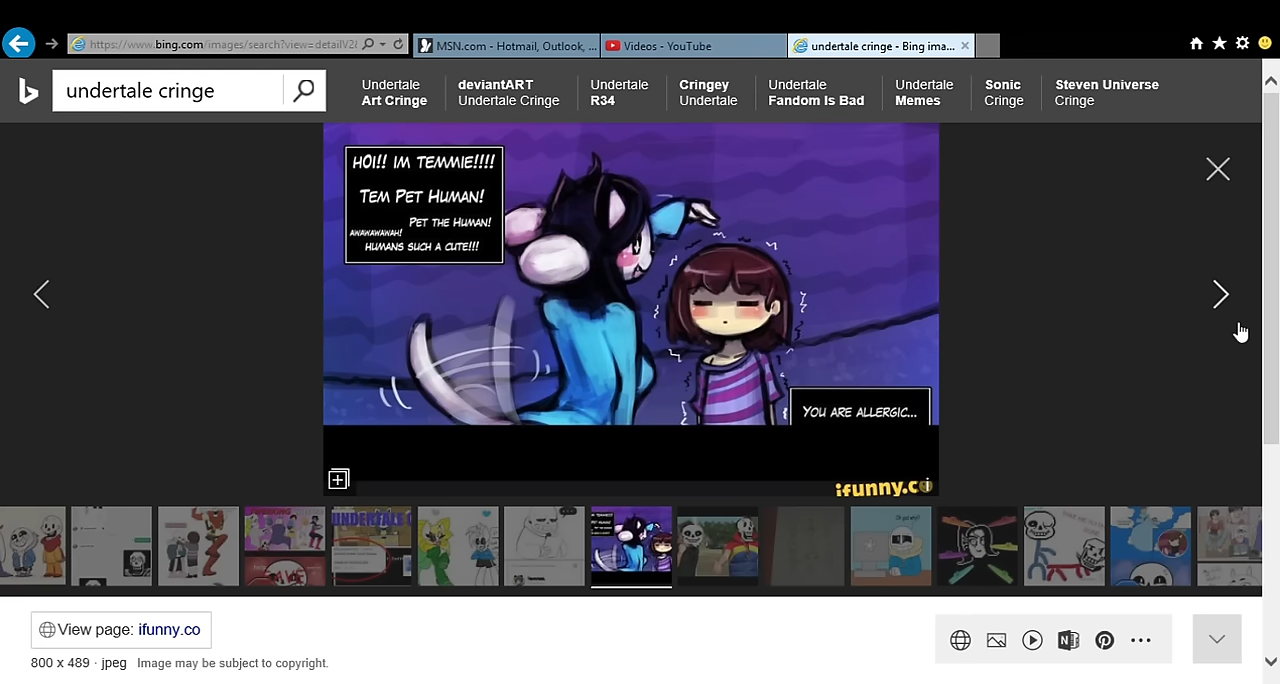 https://www.bing.com/images/search?view=detailV2&
MSN.com - Hotmail, Outlook, ...
Videos - YouTube
undertale cringe - Bing ima...
undertale cringe
Undertale
Art Cringe
deviantART
Undertale Cringe
Undertale
R34
Cringey
Undertale
Undertale
Fandom Is Bad
Undertale
Memes
Sonic
Cringe
Steven Universe
Cringe
HOI!! IM TEMMIE!!!!
TEM PET HUMAN!
PET THE HUMAN!
AWAWAWAWAH!
HUMANS SUCH A CUTE!!!
YOU ARE ALLERGIC...
ifunny.c
UNDERTALE
View page: ifunny.co
800 x 489 · jpeg Image may be subject to copyright.